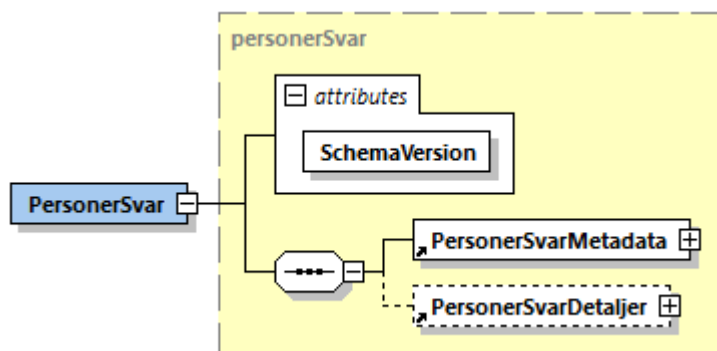 personerSvar
attributes
SchemaVersion
PersonerSvar
PersonerSvarMetadata
PersonerSvarDetaljer